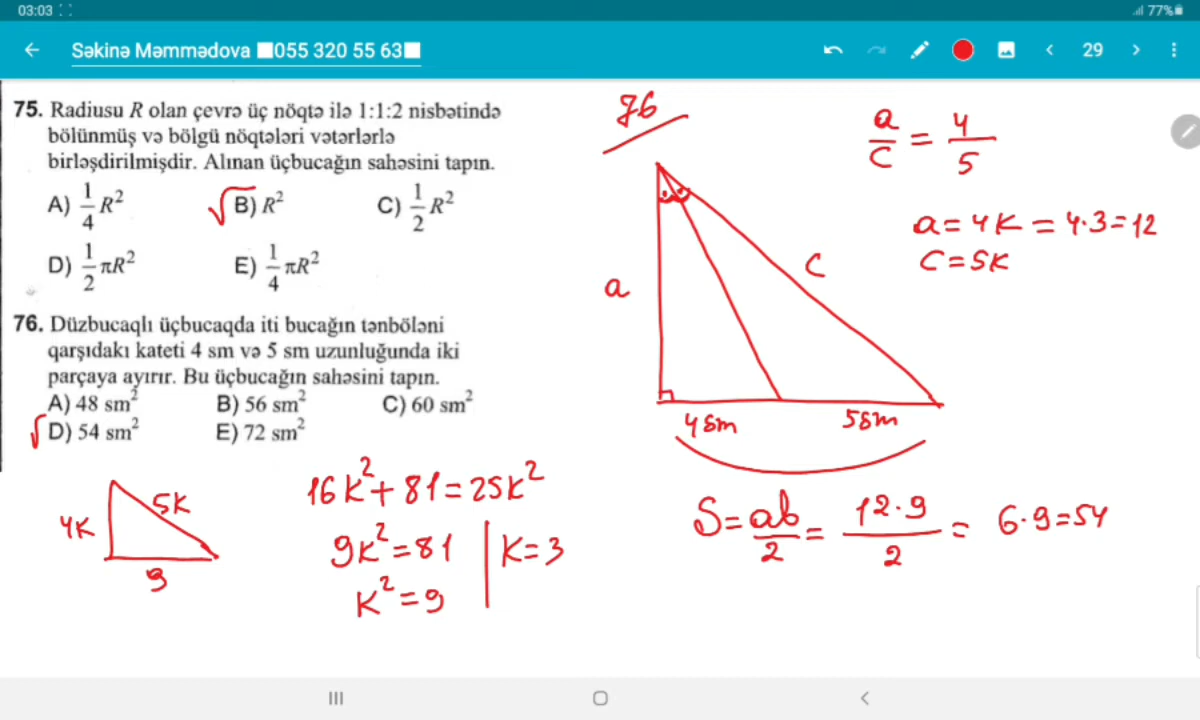 03:03
77%
Səkinə Məmmədova 055 320 55 63
29
75. Radiusu R olan çevrə üç nöqtə ilə 1:1:2 nisbətində
bölünmüş və bölgü nöqtələri vətərlərlə
birləşdirilmişdir. Alınan üçbucağın sahəsini tapın.
A) 1/4 R² √B) R² C) 1/2 R²
D) 1/2 πR² E) 1/4 πR²
76. Düzbucaqlı üçbucaqda iti bucağın tənböləni
qarşıdakı kateti 4 sm və 5 sm uzunluğunda iki
parçaya ayırır. Bu üçbucağın sahəsini tapın.
A) 48 sm² B) 56 sm² C) 60 sm²
√D) 54 sm² E) 72 sm²
76
a/c = 4/5
a=4K=4·3=12
C=5K
a
c
4sm 5sm
4K
5K
9
16K²+81=25K²
9K²=81
K²=9
K=3
S=ab/2=12·9/2=6·9=54